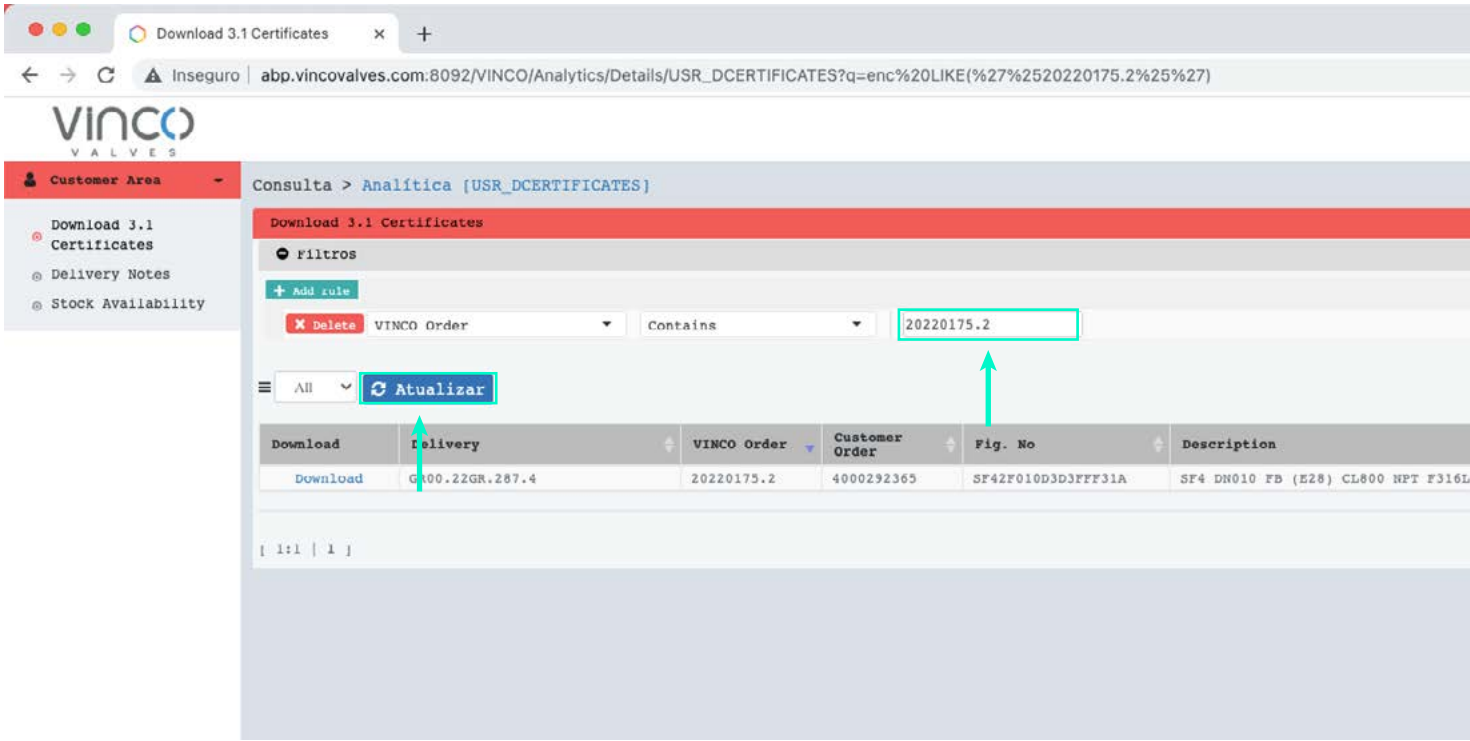 Download 3.1 Certificates
Inseguro abp.vincovalves.com:8092/VINCO/Analytics/Details/USR_DCERTIFICATES?q=enc%20LIKE(%27%2520220175.2%25%27)
VINCO
VALVES
Customer Area
Download 3.1
Certificates
Delivery Notes
Stock Availability
Consulta > Analítica [USR_DCERTIFICATES]
Download 3.1 Certificates
Filtros
+ Add rule
Delete VINCO Order Contains 20220175.2
All Atualizar
Download Delivery VINCO Order Customer Order Fig. No Description
Download GR00.22GR.287.4 20220175.2 4000292365 SF42F010D3D3FFF31A SF4 DN010 FB (E28) CL800 NPT F316L
[ 1:1 | 1 ]